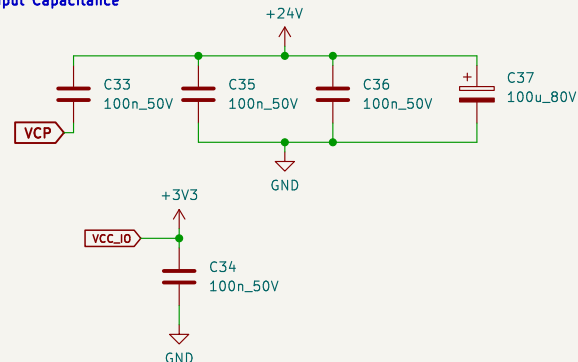 put Capacitance
+24V
C33
100n_50V
C35
100n_50V
C36
100n_50V
+
C37
100u_80V
VCP
GND
+3V3
VCC_IO
C34
100n_50V
GND